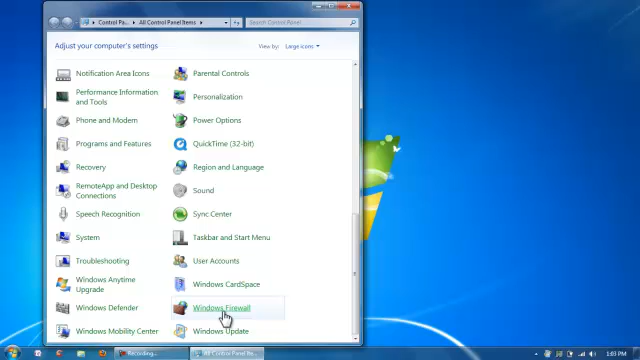 Control Pa... All Control Panel Items
Search Control Panel
Adjust your computer's settings
View by: Large icons
Notification Area Icons
Parental Controls
Performance Information
and Tools
Personalization
Phone and Modem
Power Options
Programs and Features
QuickTime (32-bit)
Recovery
Region and Language
RemoteApp and Desktop
Connections
Sound
Speech Recognition
Sync Center
System
Taskbar and Start Menu
Troubleshooting
User Accounts
Windows Anytime
Upgrade
Windows CardSpace
Windows Defender
Windows Firewall
Windows Mobility Center
Windows Update
Recording...
All Control Panel Ite...
1:03 PM